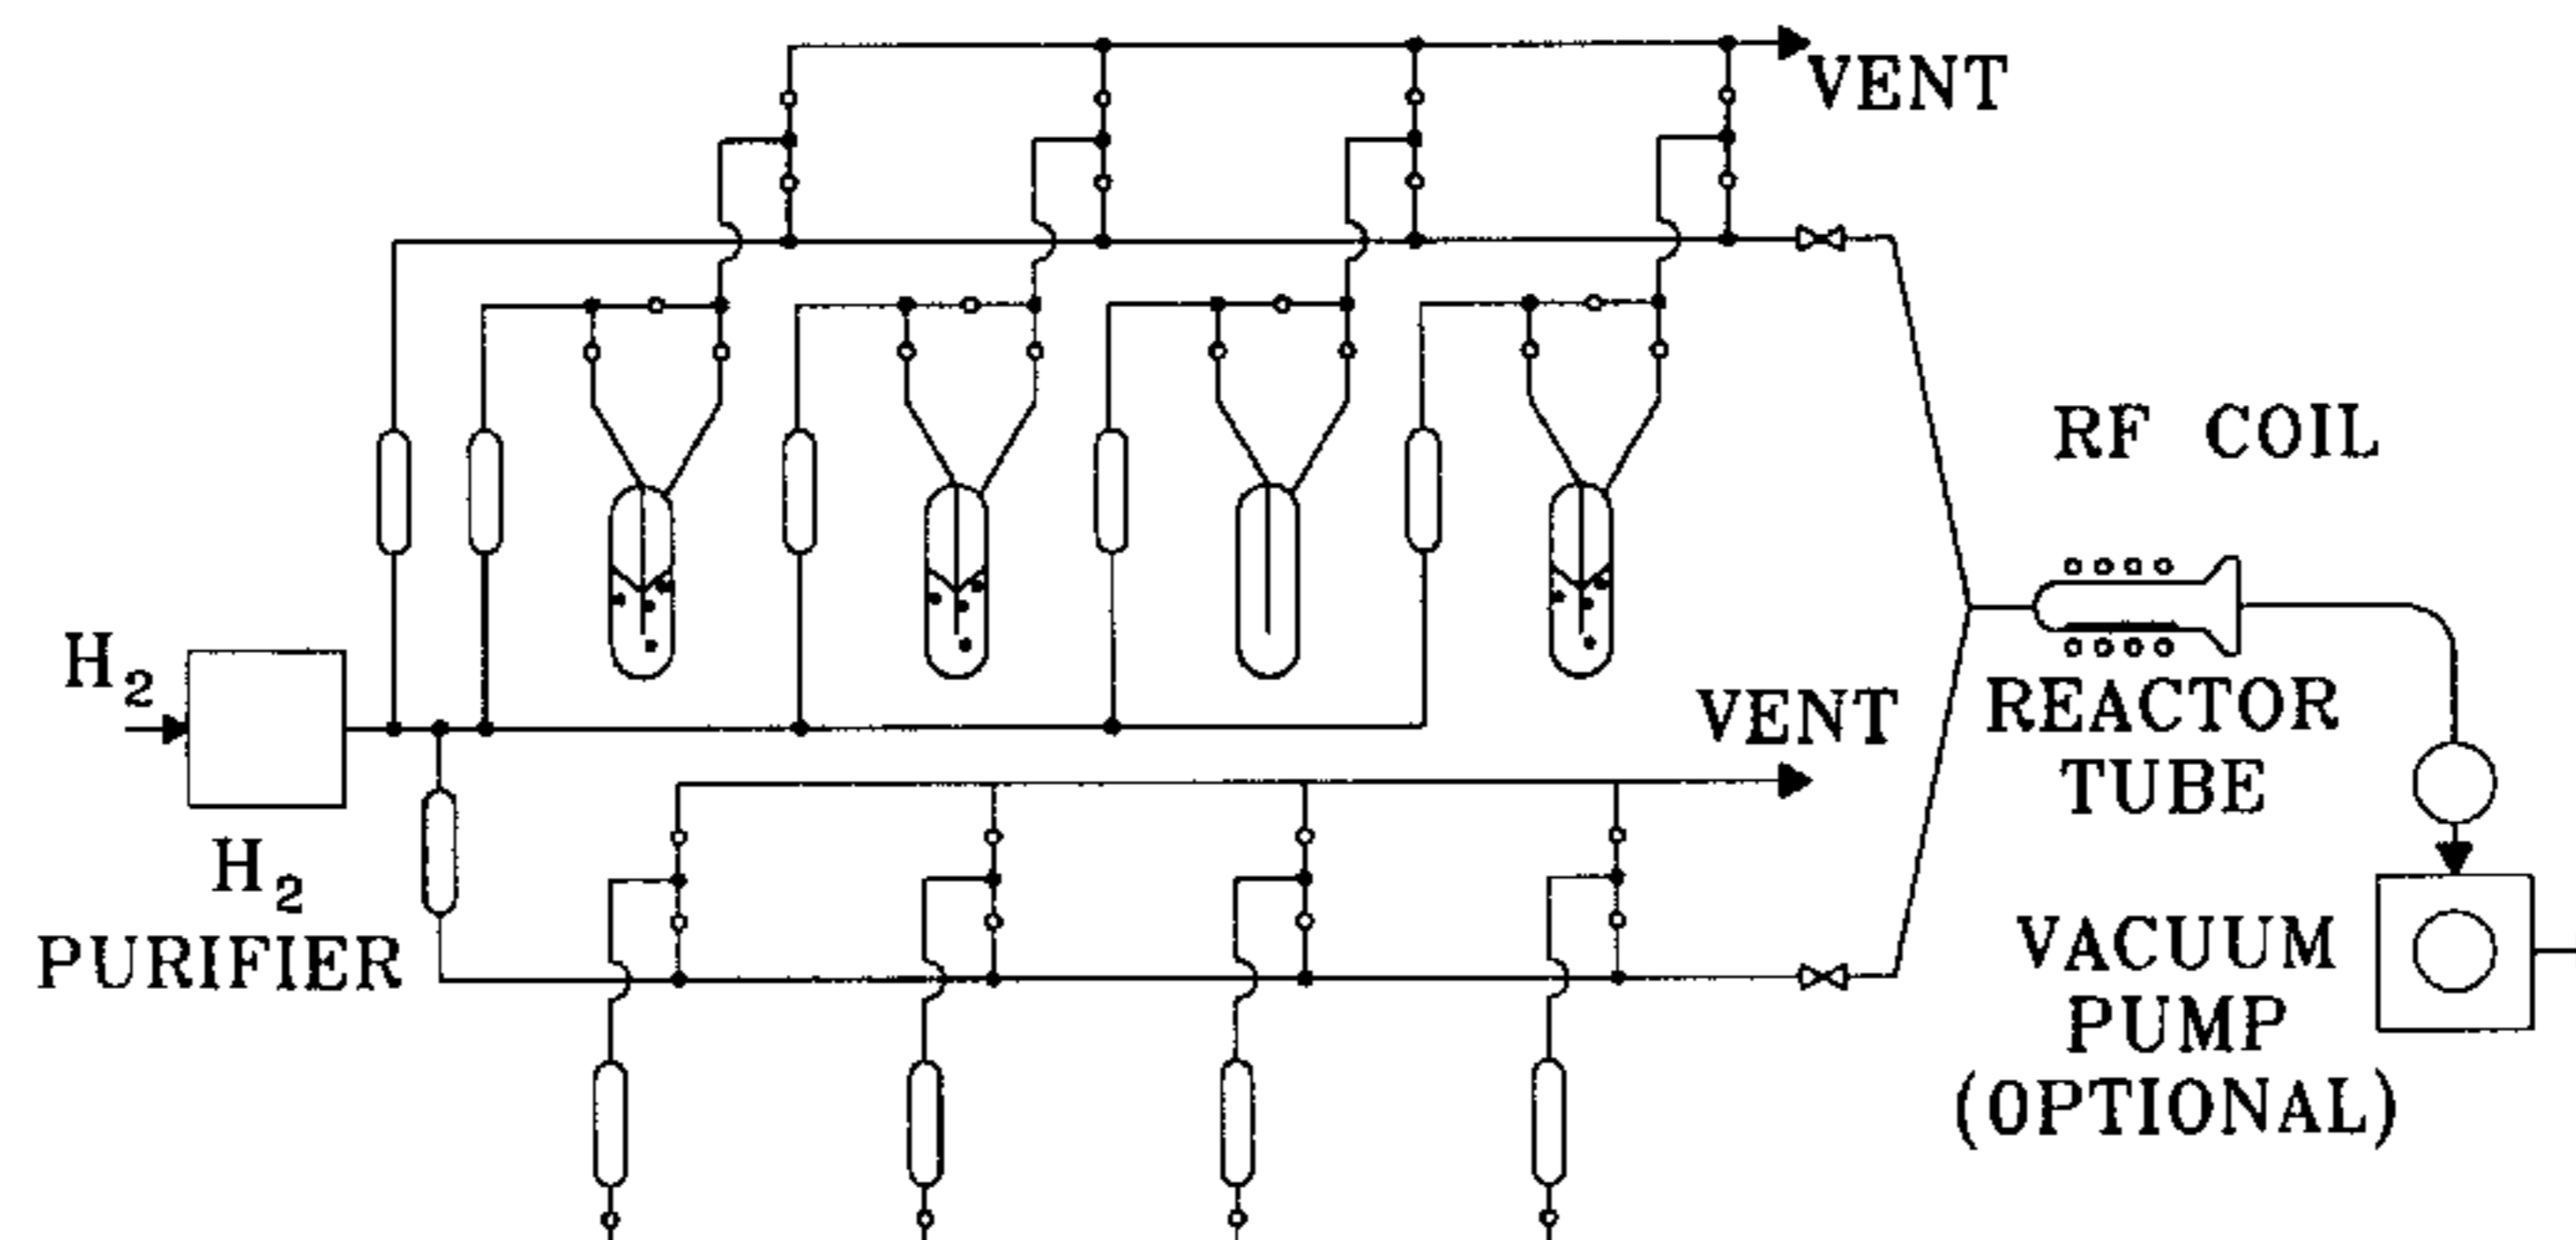 VENT
RF COIL
H2
VENT
REACTOR
TUBE
H2
PURIFIER
VACUUM
PUMP
(OPTIONAL)